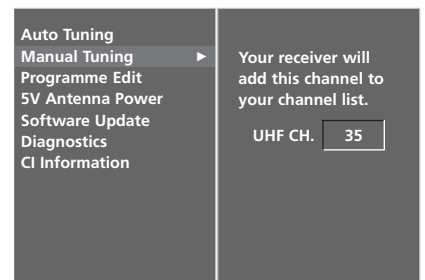 Auto Tuning
Manual Tuning ►
Programme Edit
5V Antenna Power
Software Update
Diagnostics
CI Information
Your receiver will
add this channel to
your channel list.
UHF CH. 35